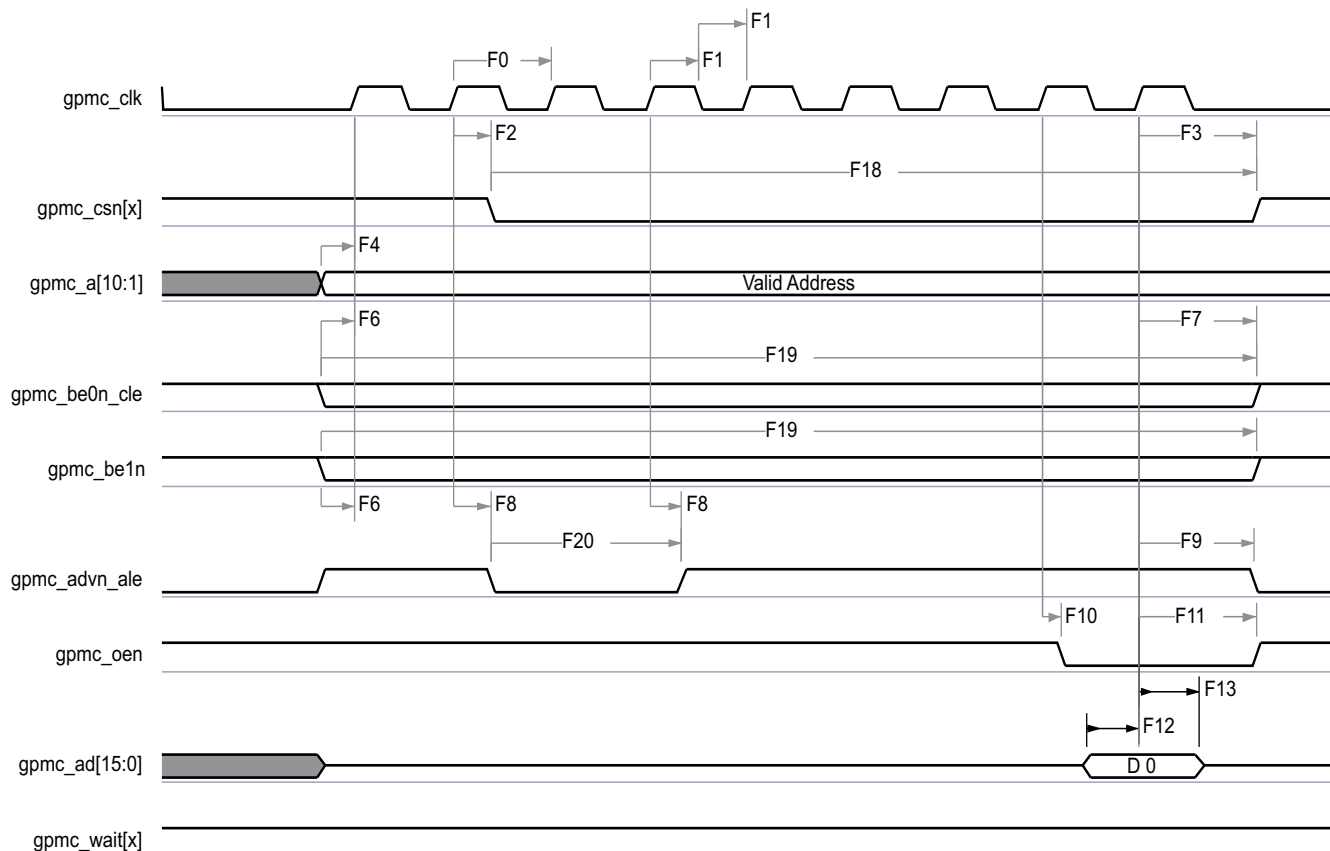 F1
F0 F1
gpmc_clk
F2 F3
F18
gpmc_csn[x]
F4
gpmc_a[10:1] Valid Address
F6 F7
F19
gpmc_be0n_cle
F19
gpmc_be1n
F6 F8 F8
F20 F9
gpmc_advn_ale
F10 F11
gpmc_oen
F13
F12
gpmc_ad[15:0] D 0
gpmc_wait[x]